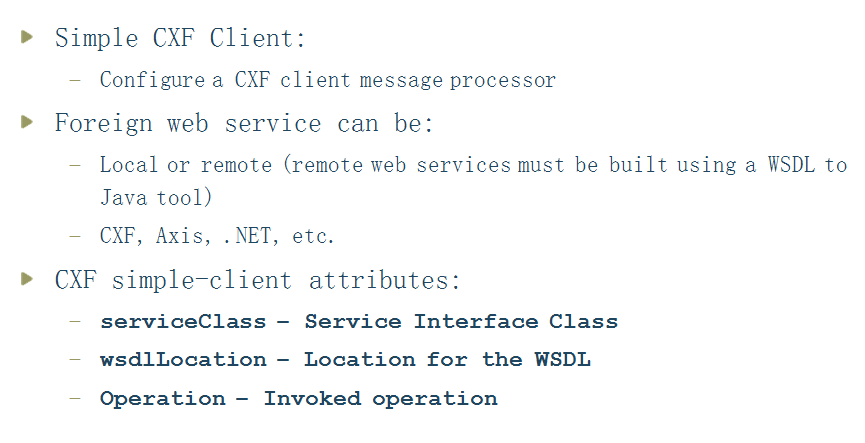 Simple CXF Client:
– Configure a CXF client message processor
Foreign web service can be:
– Local or remote (remote web services must be built using a WSDL to
Java tool)
– CXF, Axis, .NET, etc.
CXF simple-client attributes:
– serviceClass – Service Interface Class
– wsdlLocation – Location for the WSDL
– Operation – Invoked operation